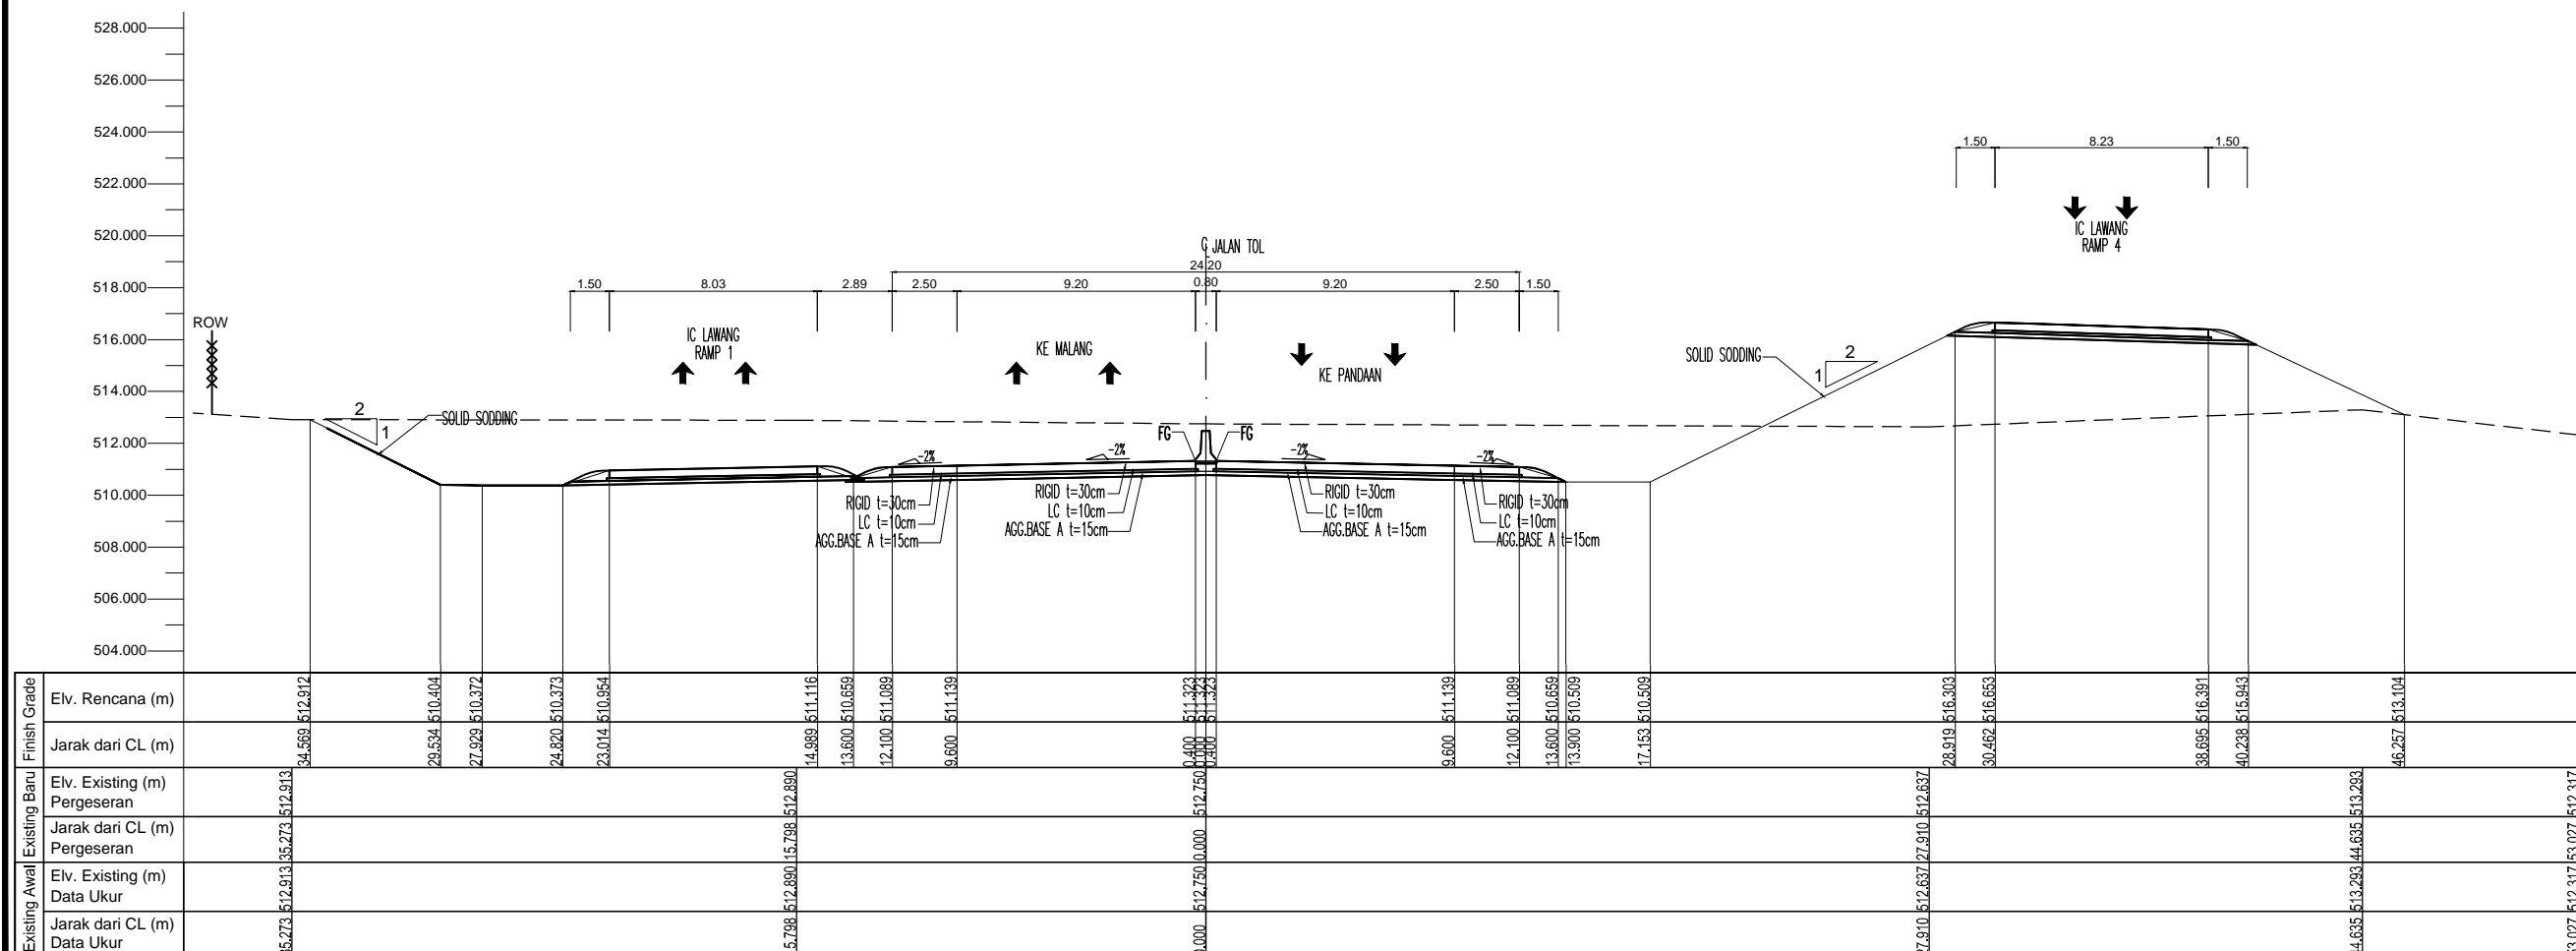 528.000
526.000
524.000
522.000
520.000
518.000
516.000
514.000
512.000
510.000
508.000
506.000
504.000
ROW
2
1
SOLID SODDING
1.50
8.03
2.89
2.50
9.20
0.80
9.20
2.50
1.50
24.20
JALAN TOL
IC LAWANG
RAMP 1
KE MALANG
KE PANDAAN
FG
FG
-2%
-2%
-2%
-2%
RIGID t=30cm
LC t=10cm
AGG.BASE A t=15cm
RIGID t=30cm
LC t=10cm
AGG.BASE A t=15cm
RIGID t=30cm
LC t=10cm
AGG.BASE A t=15cm
RIGID t=30cm
LC t=10cm
AGG.BASE A t=15cm
SOLID SODDING
2
1
1.50
8.23
1.50
IC LAWANG
RAMP 4
Finish Grade
Elv. Rencana (m)
512.912 510.404 510.372 510.373 510.954 511.116 510.659 511.089 511.139 511.323 511.323 511.323 511.139 511.089 510.659 510.509 510.509 516.303 516.653 516.391 515.943 513.104
Jarak dari CL (m)
34.569 29.534 27.929 24.820 23.014 14.989 13.600 12.100 9.600 0.400 0.000 0.400 9.600 12.100 13.600 13.900 17.153 28.919 30.462 38.695 40.238 46.257
Existing Baru
Elv. Existing (m)
Pergeseran
512.913 512.890 512.750 512.637 513.293 512.317
Jarak dari CL (m)
Pergeseran
35.273 15.798 0.000 27.910 44.635 53.027
Existing Awal
Elv. Existing (m)
Data Ukur
512.913 512.890 512.750 512.637 513.293 512.317
Jarak dari CL (m)
Data Ukur